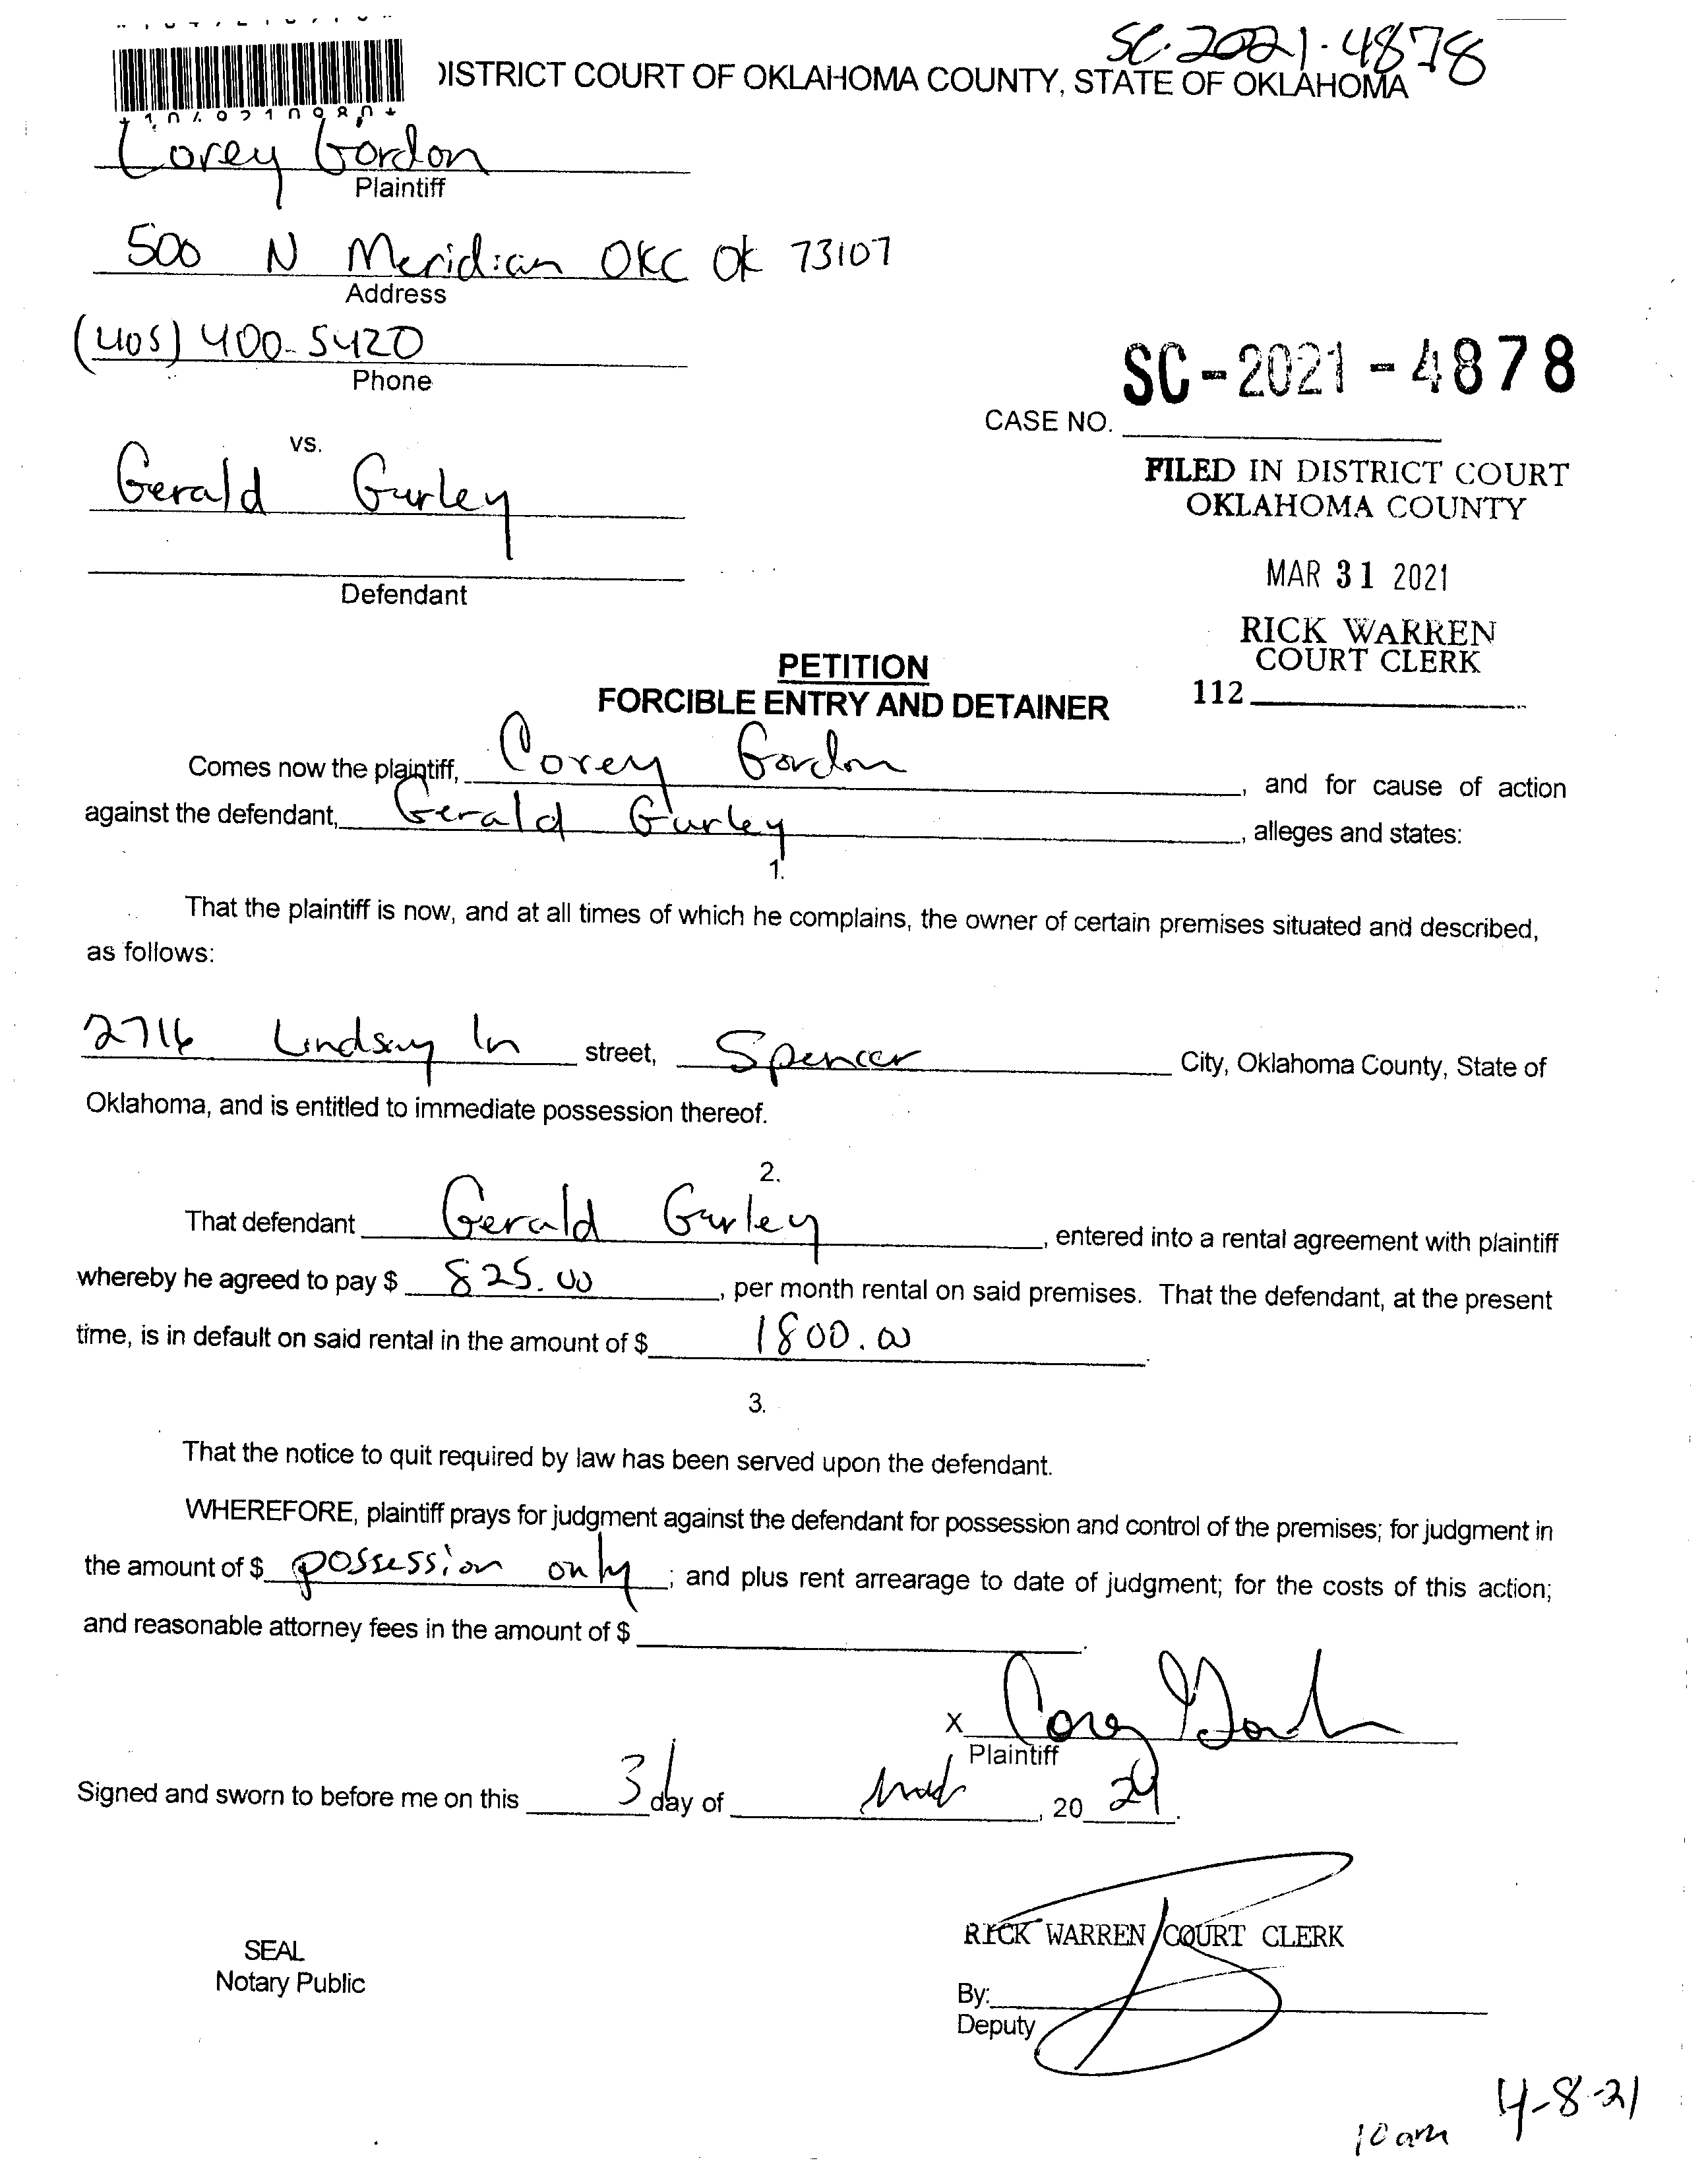 SC-2021-4878
DISTRICT COURT OF OKLAHOMA COUNTY, STATE OF OKLAHOMA
Corey Gordon
Plaintiff
500 N Meridian OKC OK 73107
Address
(405) 400-5420
Phone
SC-2021-4878
CASE NO.
vs.
Gerald Gurley
Defendant
FILED IN DISTRICT COURT
OKLAHOMA COUNTY
MAR 31 2021
RICK WARREN
COURT CLERK
112
PETITION
FORCIBLE ENTRY AND DETAINER
Comes now the plaintiff, Corey Gordon, and for cause of action
against the defendant, Gerald Gurley, alleges and states:
1.
That the plaintiff is now, and at all times of which he complains, the owner of certain premises situated and described,
as follows:
2716 Lindsay ln street, Spencer City, Oklahoma County, State of
Oklahoma, and is entitled to immediate possession thereof.
2.
That defendant Gerald Gurley, entered into a rental agreement with plaintiff
whereby he agreed to pay $ 825.00, per month rental on said premises. That the defendant, at the present
time, is in default on said rental in the amount of $ 1800.00.
3.
That the notice to quit required by law has been served upon the defendant.
WHEREFORE, plaintiff prays for judgment against the defendant for possession and control of the premises; for judgment in
the amount of $ possession only; and plus rent arrearage to date of judgment; for the costs of this action;
and reasonable attorney fees in the amount of $.
X Corey Gordon
Plaintiff
Signed and sworn to before me on this day of , 20
RICK WARREN COURT CLERK
SEAL
Notary Public
By:
Deputy
4-8-21
10 am